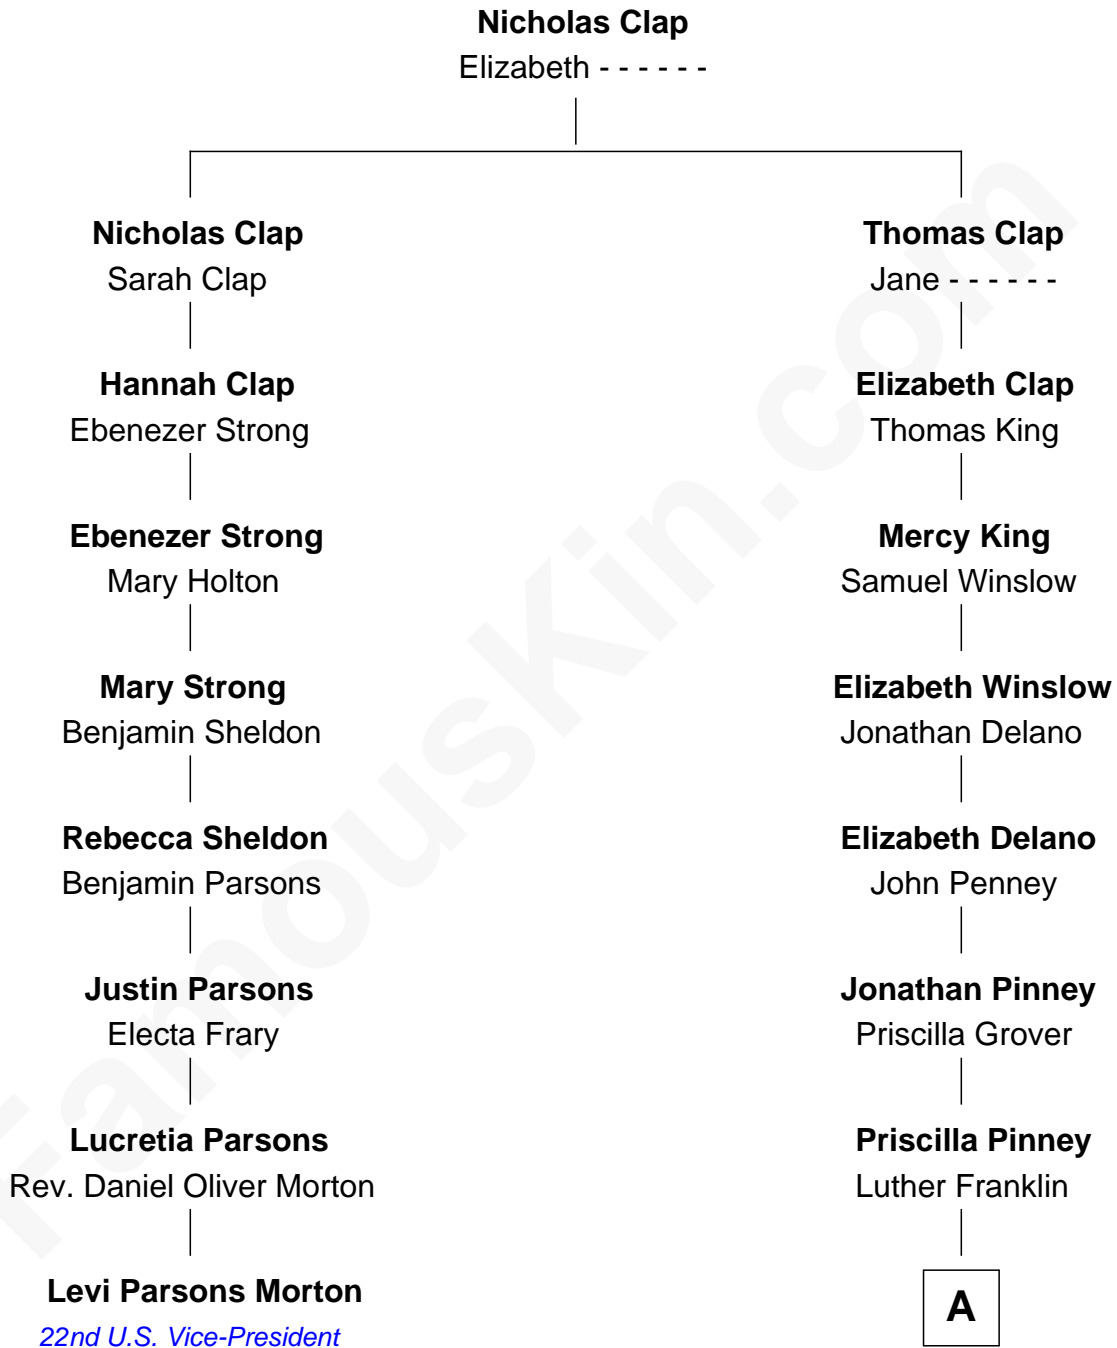 Nicholas Clap
Elizabeth - - - - - -
Nicholas Clap
Sarah Clap
Thomas Clap
Jane - - - - - -
Hannah Clap
Ebenezer Strong
Elizabeth Clap
Thomas King
Ebenezer Strong
Mary Holton
Mercy King
Samuel Winslow
Mary Strong
Benjamin Sheldon
Elizabeth Winslow
Jonathan Delano
Rebecca Sheldon
Benjamin Parsons
Elizabeth Delano
John Penney
Justin Parsons
Electa Frary
Jonathan Pinney
Priscilla Grover
Lucretia Parsons
Rev. Daniel Oliver Morton
Priscilla Pinney
Luther Franklin
Levi Parsons Morton
22nd U.S. Vice-President
A
FamousKin.com